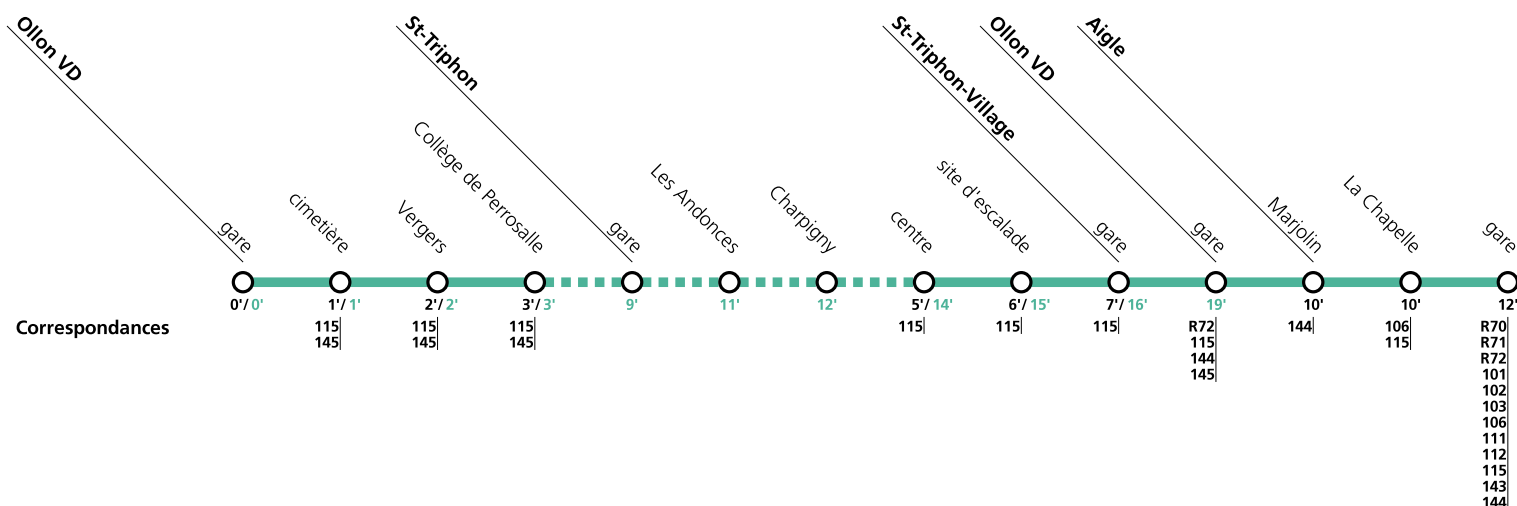 Ollon VD
St-Triphon
St-Triphon-Village
Ollon VD
Aigle
gare
cimetière
Vergers
Collège de Perrosalle
gare
Les Andonces
Charpigny
centre
site d'escalade
gare
gare
Marjolin
La Chapelle
gare
0'/ 0'
1'/ 1'
2'/ 2'
3'/ 3'
9'
11'
12'
5'/ 14'
6'/ 15'
7'/ 16'
19'
10'
10'
12'
Correspondances
115
145
115
145
115
145
115
115
115
R72
115
144
145
144
106
115
R70
R71
R72
101
102
103
106
111
112
115
143
144